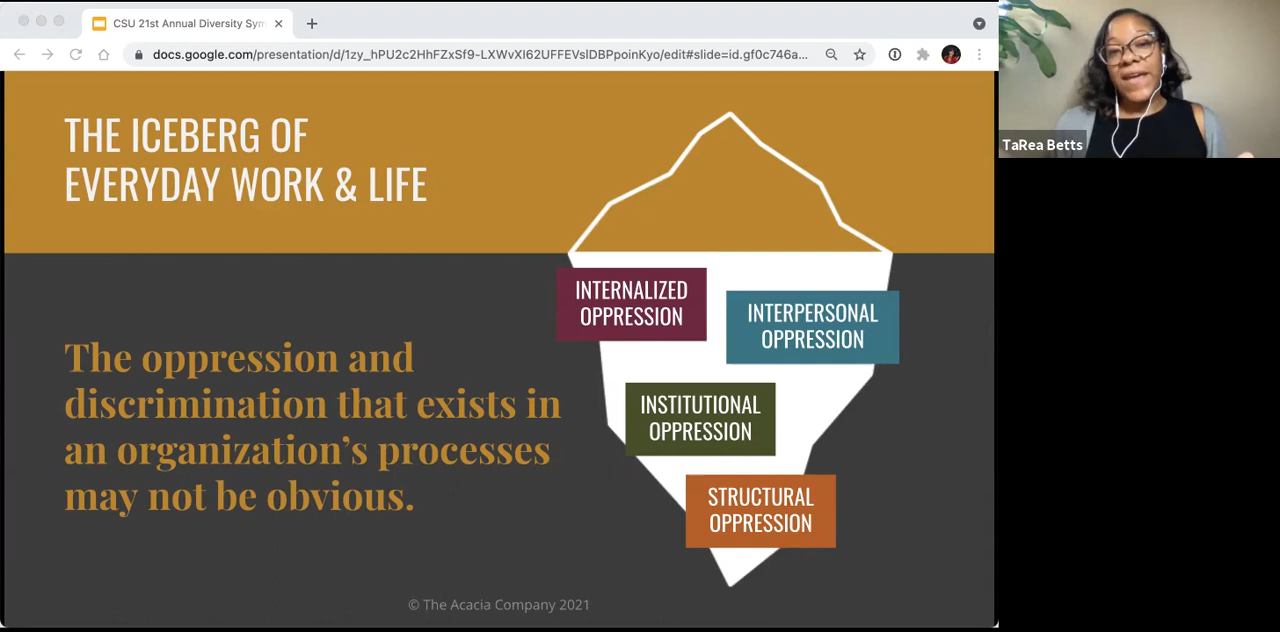 CSU 21st Annual Diversity Sym
docs.google.com/presentation/d/1zy_hPU2c2HhFZxSf9-LXWvXI62UFFEVslDBPpoinKyo/edit#slide=id.gf0c746a...
TaRea Betts
THE ICEBERG OF
EVERYDAY WORK & LIFE
INTERNALIZED
OPPRESSION
INTERPERSONAL
OPPRESSION
The oppression and
discrimination that exists in
an organization’s processes
may not be obvious.
INSTITUTIONAL
OPPRESSION
STRUCTURAL
OPPRESSION
© The Acacia Company 2021